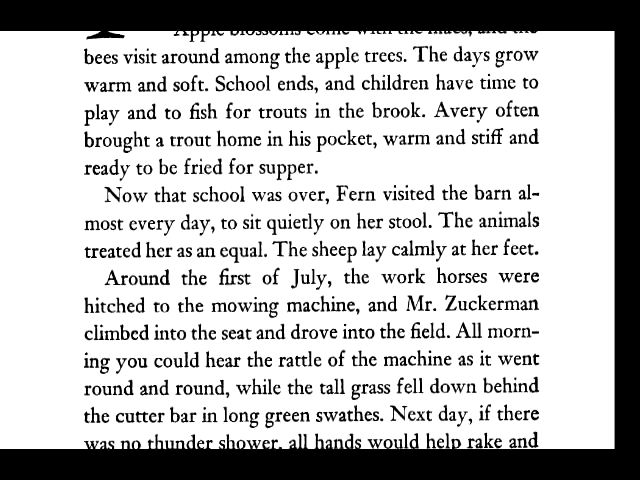 Apple blossoms come with the lilacs, and the
bees visit around among the apple trees. The days grow
warm and soft. School ends, and children have time to
play and to fish for trouts in the brook. Avery often
brought a trout home in his pocket, warm and stiff and
ready to be fried for supper.
Now that school was over, Fern visited the barn al-
most every day, to sit quietly on her stool. The animals
treated her as an equal. The sheep lay calmly at her feet.
Around the first of July, the work horses were
hitched to the mowing machine, and Mr. Zuckerman
climbed into the seat and drove into the field. All morn-
ing you could hear the rattle of the machine as it went
round and round, while the tall grass fell down behind
the cutter bar in long green swathes. Next day, if there
was no thunder shower, all hands would help rake and